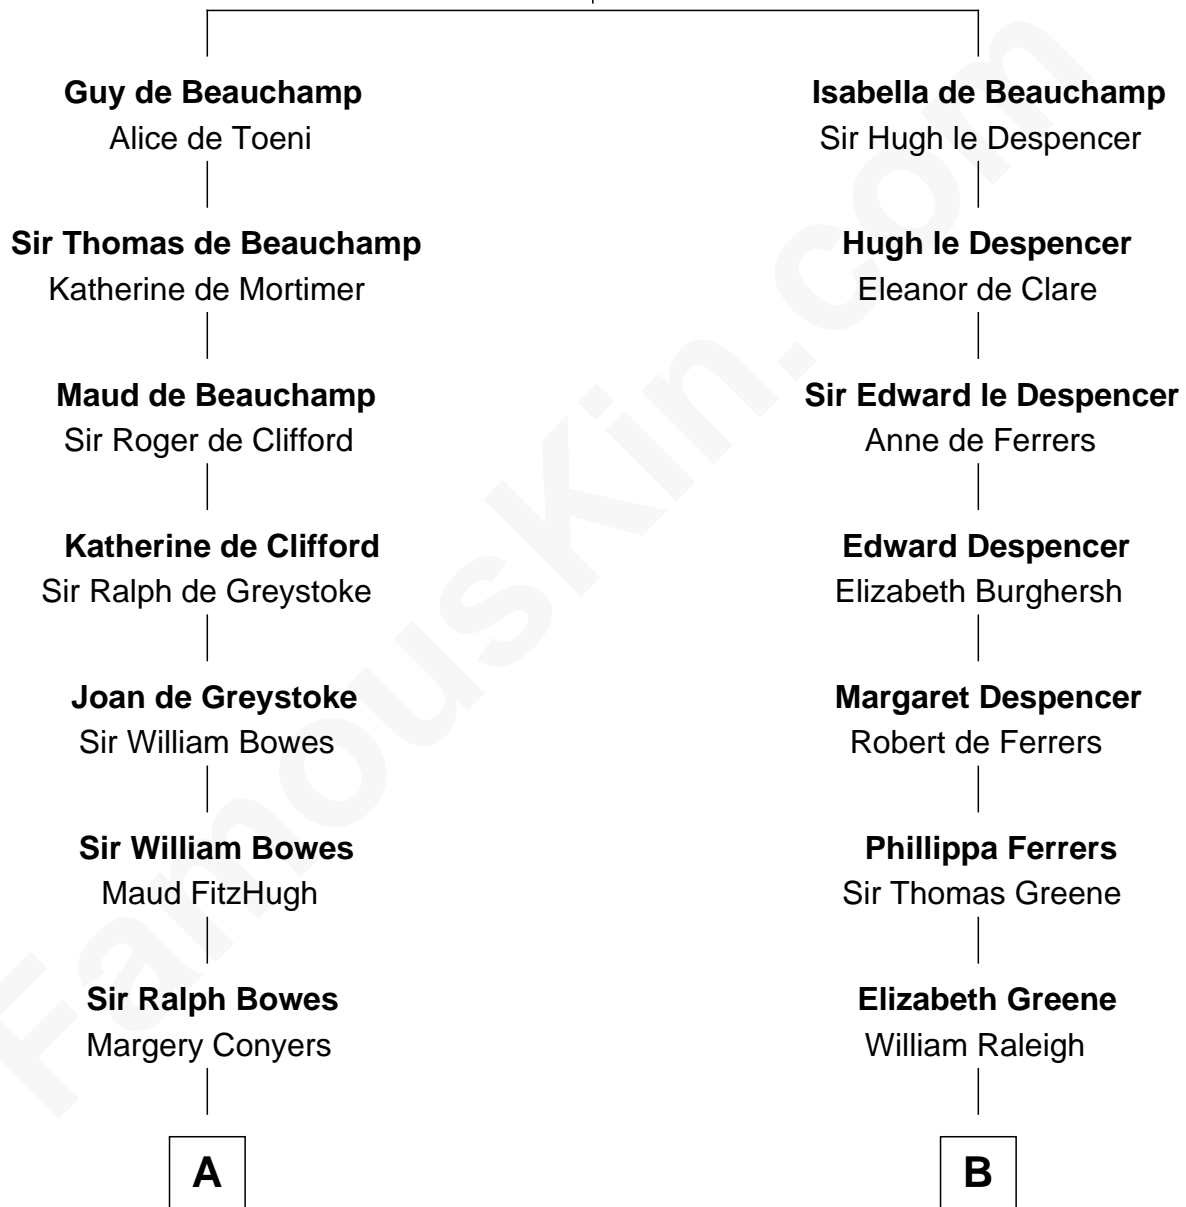 Guy de Beauchamp
Alice de Toeni
Sir Thomas de Beauchamp
Katherine de Mortimer
Maud de Beauchamp
Sir Roger de Clifford
Katherine de Clifford
Sir Ralph de Greystoke
Joan de Greystoke
Sir William Bowes
Sir William Bowes
Maud FitzHugh
Sir Ralph Bowes
Margery Conyers
A
Isabella de Beauchamp
Sir Hugh le Despencer
Hugh le Despencer
Eleanor de Clare
Sir Edward le Despencer
Anne de Ferrers
Edward Despencer
Elizabeth Burghersh
Margaret Despencer
Robert de Ferrers
Phillippa Ferrers
Sir Thomas Greene
Elizabeth Greene
William Raleigh
B
FamousKin.com